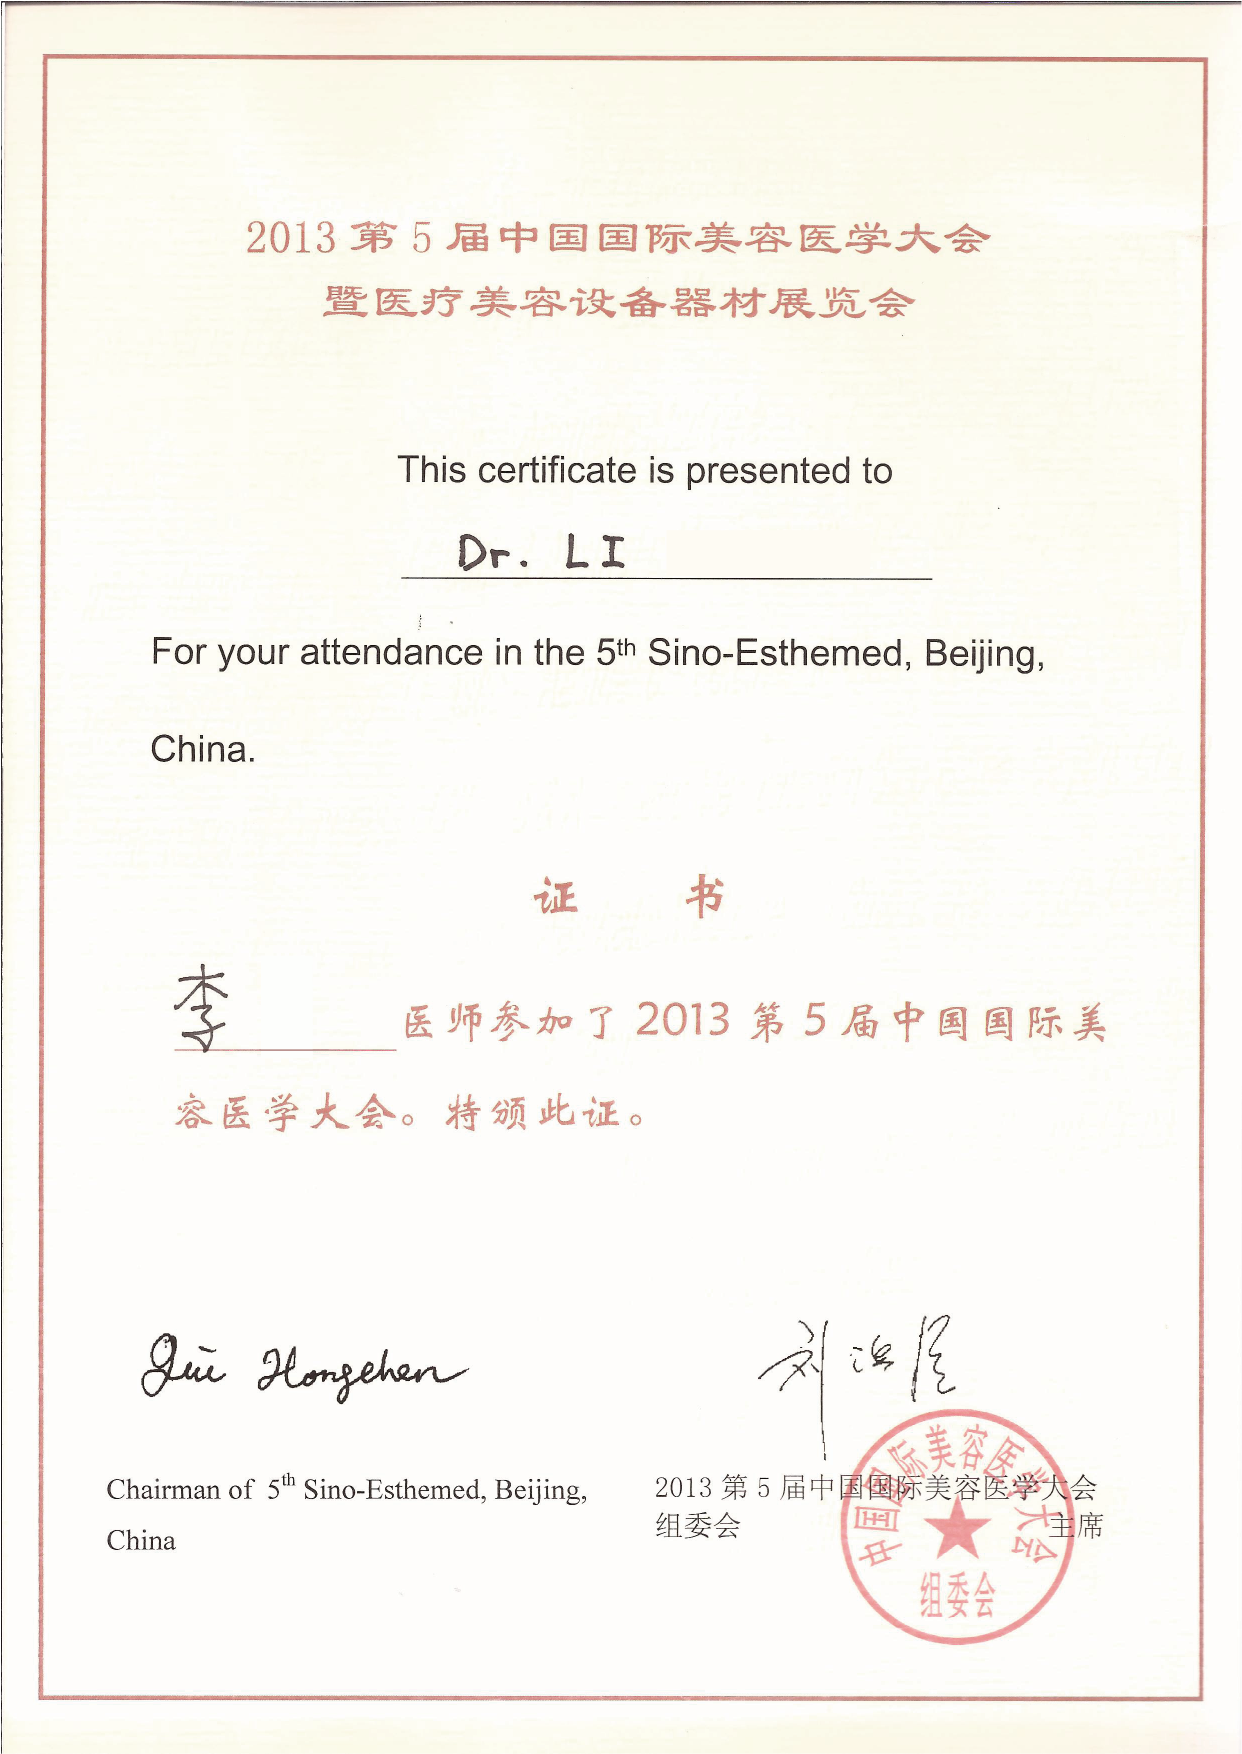 2013 第 5 届中国国际美容医学大会
暨医疗美容设备器材展览会
This certificate is presented to
Dr. LI
For your attendance in the 5th Sino-Esthemed, Beijing,
China.
证 书
李 医师参加了 2013 第 5 届中国国际美
容医学大会。特颁此证。
Hongchen
刘
Chairman of 5th Sino-Esthemed, Beijing,
China
2013 第 5 届中国国际美容医学大会
组委会 主席
中国国际美容医学大会
组委会